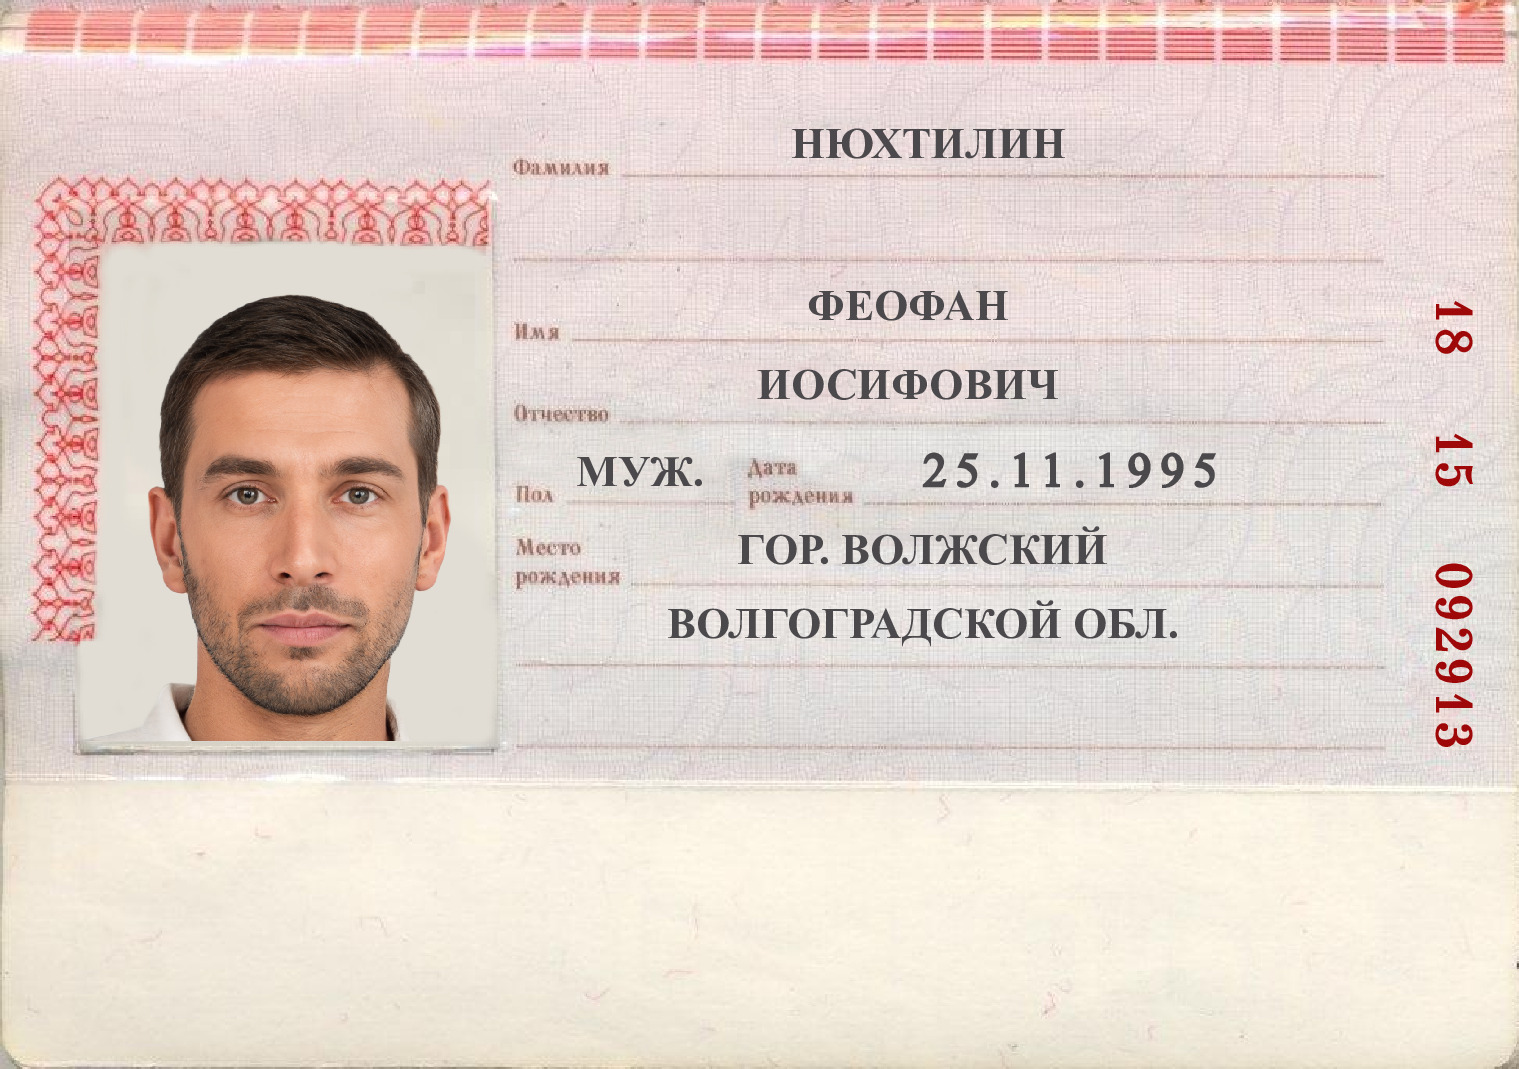 Фамилия НЮХТИЛИН
Имя ФЕОФАН
Отчество ИОСИФОВИЧ
Пол МУЖ. Дата рождения 25.11.1995
Место рождения ГОР. ВОЛЖСКИЙ
ВОЛГОГРАДСКОЙ ОБЛ.
18 15 092913